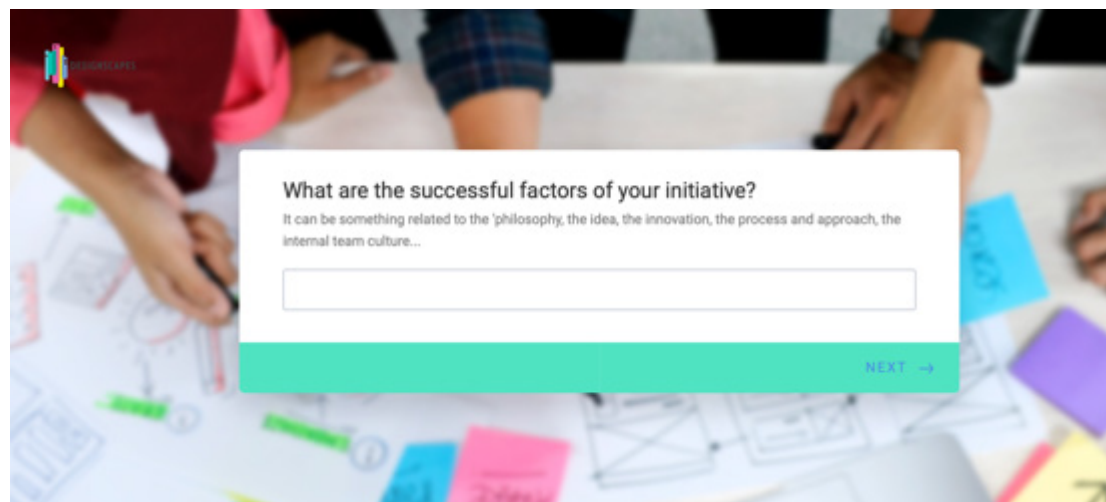 DESIGNSCAPES
What are the successful factors of your initiative?
It can be something related to the 'philosophy, the idea, the innovation, the process and approach, the
internal team culture...
NEXT →